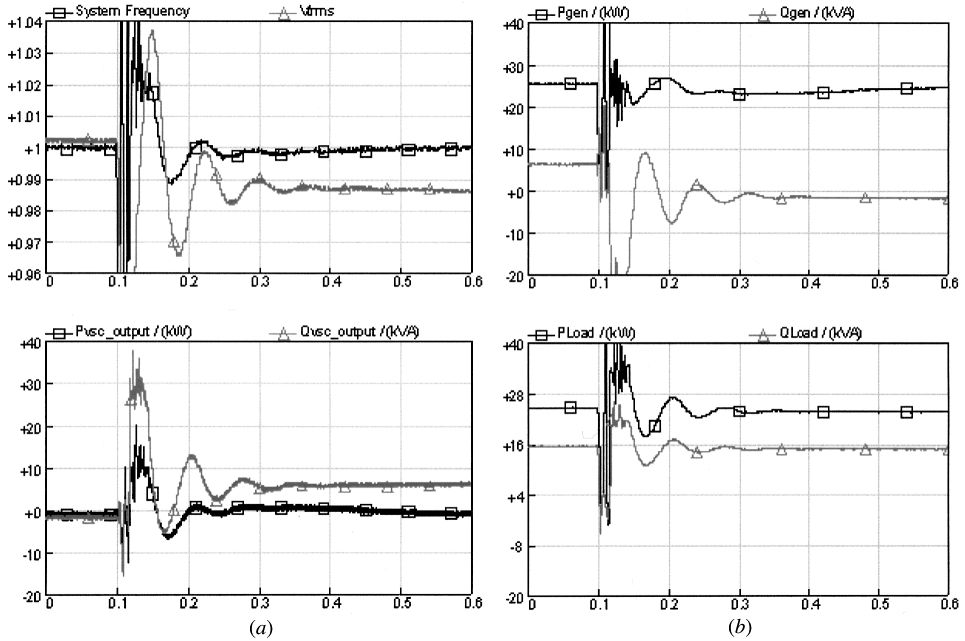 System Frequency Vtrms
+1.04
+1.03
+1.02
+1.01
+1
+0.99
+0.98
+0.97
+0.96
0 0.1 0.2 0.3 0.4 0.5 0.6
Pgen / (kW) Qgen / (kVA)
+40
+30
+20
+10
+0
-10
-20
0 0.1 0.2 0.3 0.4 0.5 0.6
Pvsc_output / (kW) Qvsc_output / (kVA)
+40
+30
+20
+10
+0
-10
-20
0 0.1 0.2 0.3 0.4 0.5 0.6
(a)
PLoad / (kW) QLoad / (kVA)
+40
+28
+16
+4
-8
-20
0 0.1 0.2 0.3 0.4 0.5 0.6
(b)